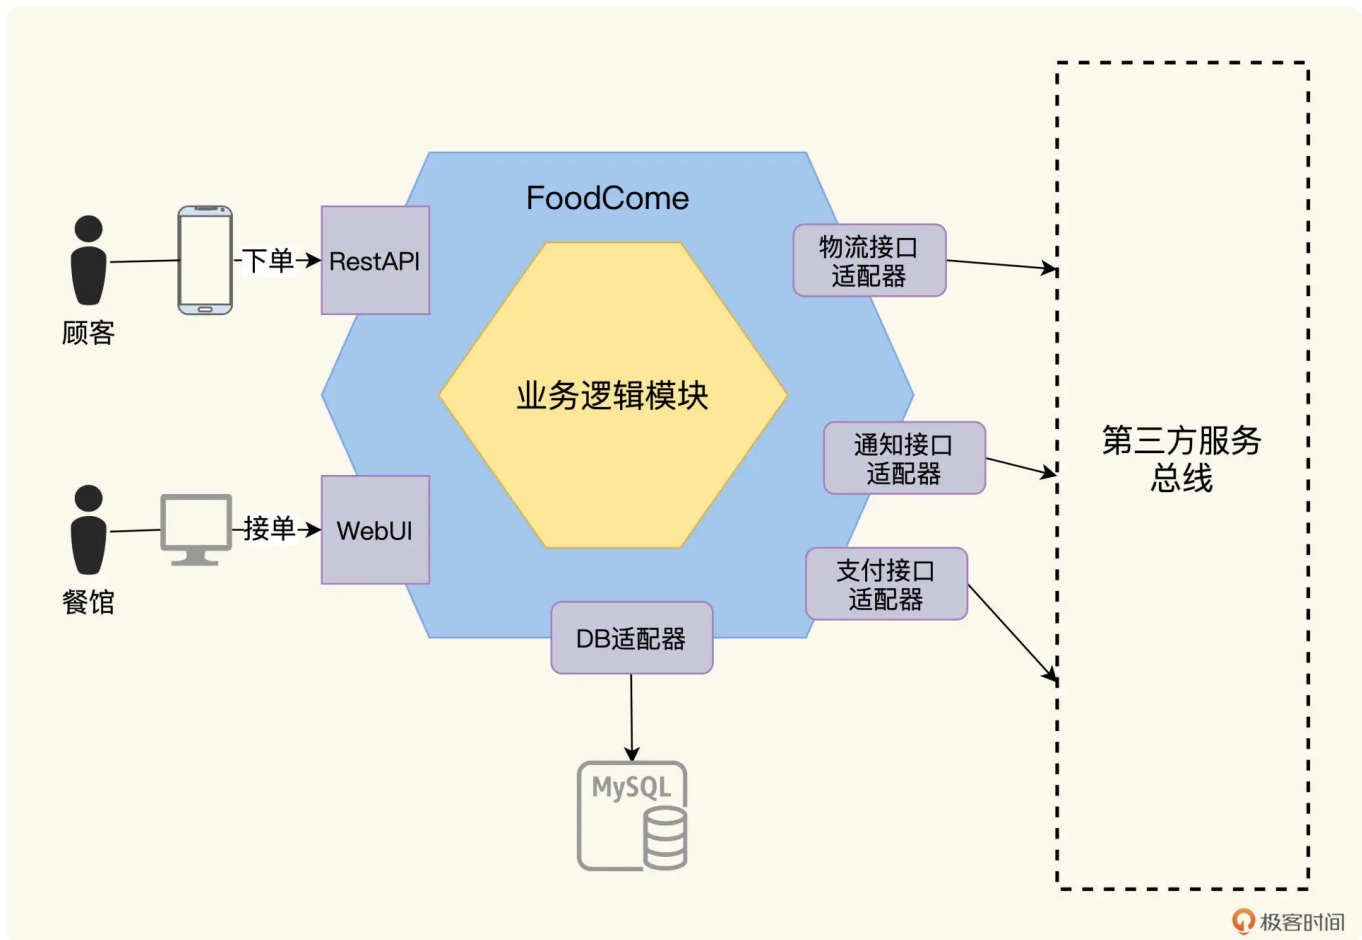 FoodCome
下单
RestAPI
物流接口
适配器
顾客
业务逻辑模块
通知接口
适配器
第三方服务
总线
接单
WebUI
支付接口
适配器
餐馆
DB适配器
MySQL
极客时间